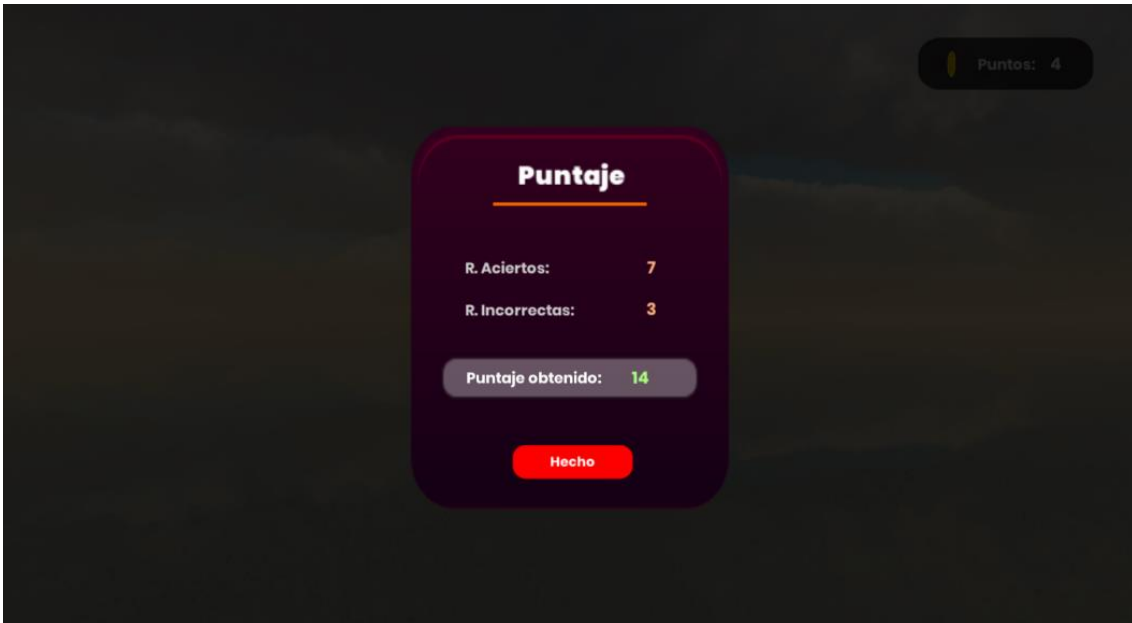 Puntos: 4
Puntaje
R. Aciertos: 7
R. Incorrectas: 3
Puntaje obtenido: 14
Hecho